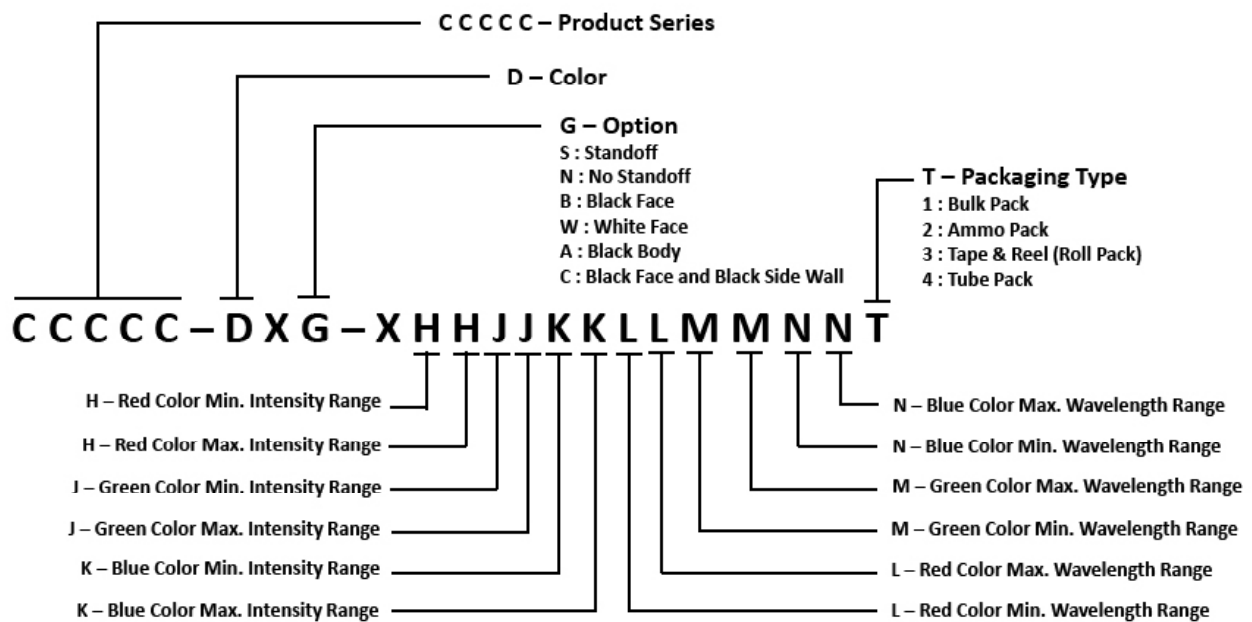 C C C C C – Product Series
D – Color
G – Option
S : Standoff
N : No Standoff
B : Black Face
W : White Face
A : Black Body
C : Black Face and Black Side Wall
T – Packaging Type
1 : Bulk Pack
2 : Ammo Pack
3 : Tape & Reel (Roll Pack)
4 : Tube Pack
C C C C C – D X G – X H H J J K K L L M M N N T
H – Red Color Min. Intensity Range
H – Red Color Max. Intensity Range
J – Green Color Min. Intensity Range
J – Green Color Max. Intensity Range
K – Blue Color Min. Intensity Range
K – Blue Color Max. Intensity Range
N – Blue Color Max. Wavelength Range
N – Blue Color Min. Wavelength Range
M – Green Color Max. Wavelength Range
M – Green Color Min. Wavelength Range
L – Red Color Max. Wavelength Range
L – Red Color Min. Wavelength Range